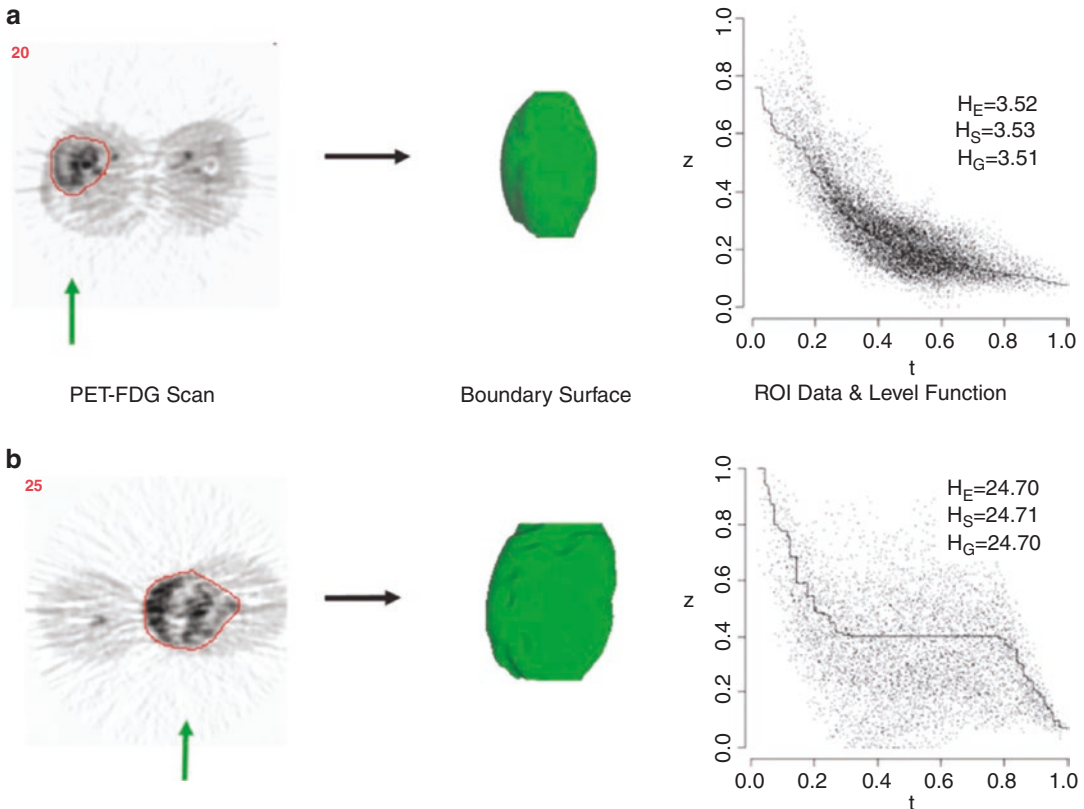 a
20
1.0
0.8
0.6
0.4
0.2
0.0
z
H_E=3.52
H_S=3.53
H_G=3.51
0.0 0.2 0.4 0.6 0.8 1.0
t
PET-FDG Scan
Boundary Surface
ROI Data & Level Function
b
25
1.0
0.8
0.6
0.4
0.2
0.0
z
H_E=24.70
H_S=24.71
H_G=24.70
0.0 0.2 0.4 0.6 0.8 1.0
t